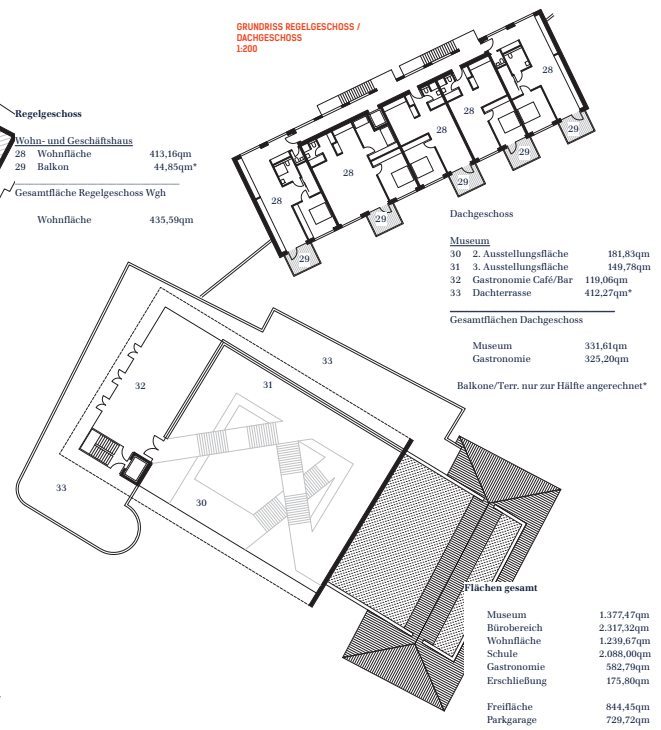 GRUNDRISS REGELGESCHOSS /
DACHGESCHOSS
1:200
Regelgeschoss
Wohn- und Geschäftshaus
28 Wohnfläche 413,16qm
29 Balkon 44,85qm*
Gesamtfläche Regelgeschoss Wgh
Wohnfläche 435,59qm
28
28
28
28
28
29
29
29
29
29
Dachgeschoss
Museum
30 2. Ausstellungsfläche 181,83qm
31 3. Ausstellungsfläche 149,78qm
32 Gastronomie Café/Bar 119,06qm
33 Dachterrasse 412,27qm*
Gesamtflächen Dachgeschoss
Museum 331,61qm
Gastronomie 325,20qm
Balkone/Terr. nur zur Hälfte angerechnet*
33
31
32
33
30
Flächen gesamt
Museum 1.377,47qm
Bürobereich 2.317,32qm
Wohnfläche 1.239,67qm
Schule 2.088,00qm
Gastronomie 582,79qm
Erschließung 175,80qm
Freifläche 844,45qm
Parkgarage 729,72qm